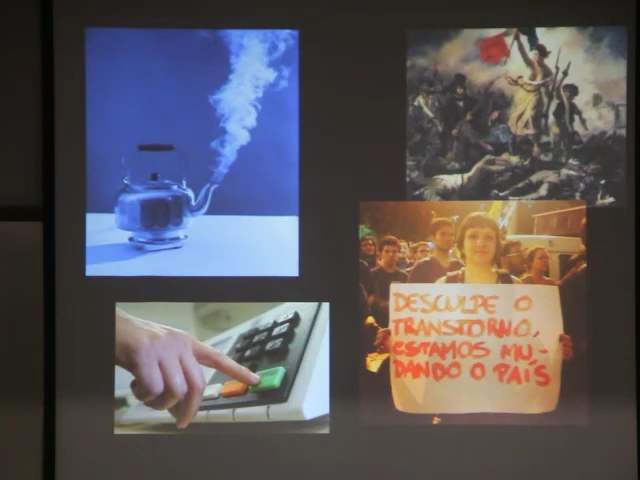 DESCULPE O
TRANSTORNO,
ESTAMOS MU-
DANDO O PAÍS